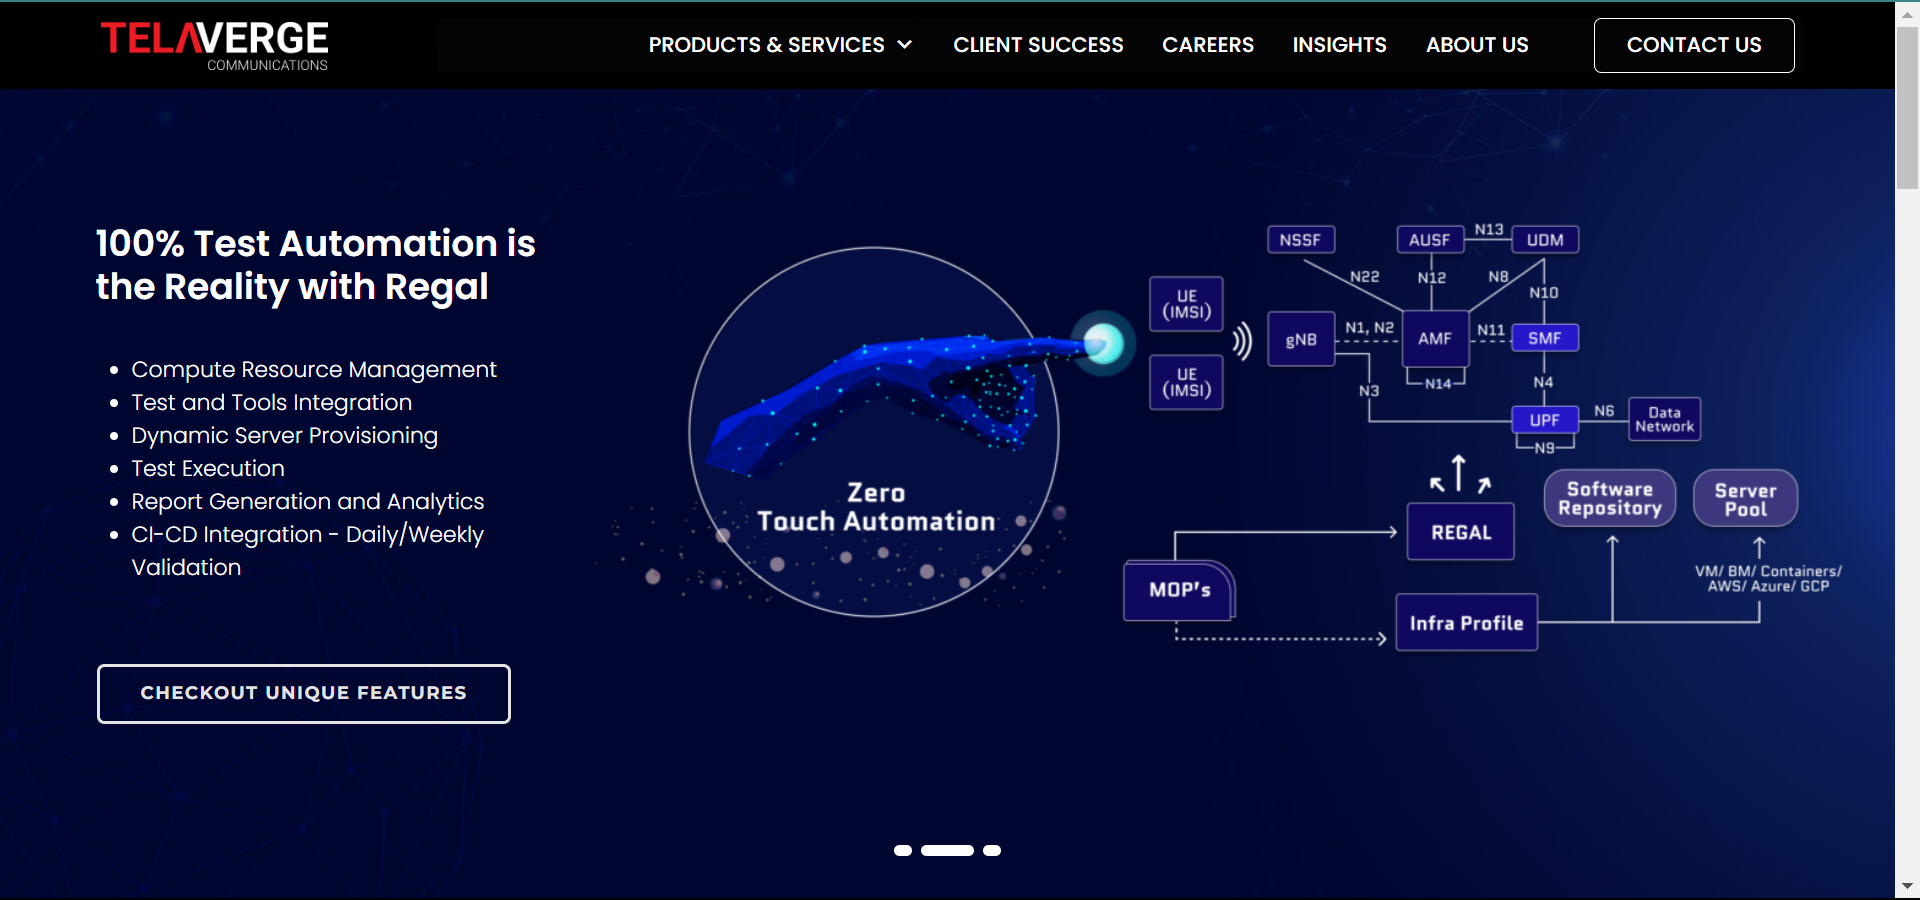 TELAVERGE
COMMUNICATIONS
PRODUCTS & SERVICES
CLIENT SUCCESS
CAREERS
INSIGHTS
ABOUT US
CONTACT US
100% Test Automation is
the Reality with Regal
Compute Resource Management
Test and Tools Integration
Dynamic Server Provisioning
Test Execution
Report Generation and Analytics
CI-CD Integration - Daily/Weekly
Validation
CHECKOUT UNIQUE FEATURES
Zero
Touch Automation
UE
(IMSI)
UE
(IMSI)
NSSF
AUSF
N13
UDM
N22
N12
N8
N10
gNB
N1, N2
AMF
N11
SMF
N14
N3
N4
UPF
N6
Data
Network
N9
REGAL
Software
Repository
Server
Pool
MOP's
Infra Profile
VM/ BM/ Containers/
AWS/ Azure/ GCP